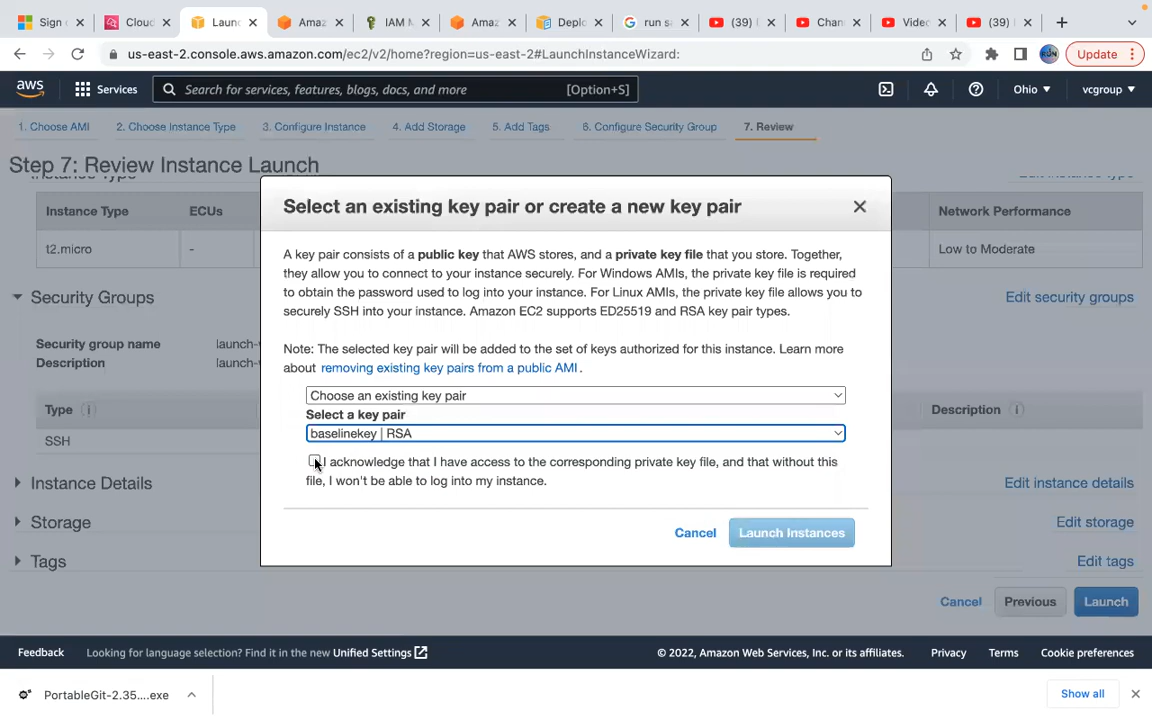 Sign
Cloud
Laun
Amaz
IAM M
Amaz
Deplo
run s
(39)
Chan
Video
(39)
us-east-2.console.aws.amazon.com/ec2/v2/home?region=us-east-2#LaunchInstanceWizard:
Update
aws
Services
Search for services, features, blogs, docs, and more
[Option+S]
Ohio
vcgroup
1. Choose AMI
2. Choose Instance Type
3. Configure Instance
4. Add Storage
5. Add Tags
6. Configure Security Group
7. Review
Step 7: Review Instance Launch
Edit instance type
Instance Type
ECUs
Network Performance
t2.micro
-
Low to Moderate
Security Groups
Edit security groups
Security group name
launch-
Description
launch-
Type
Description
SSH
Instance Details
Edit instance details
Storage
Edit storage
Tags
Edit tags
Select an existing key pair or create a new key pair
A key pair consists of a public key that AWS stores, and a private key file that you store. Together,
they allow you to connect to your instance securely. For Windows AMIs, the private key file is required
to obtain the password used to log into your instance. For Linux AMIs, the private key file allows you to
securely SSH into your instance. Amazon EC2 supports ED25519 and RSA key pair types.
Note: The selected key pair will be added to the set of keys authorized for this instance. Learn more
about removing existing key pairs from a public AMI.
Choose an existing key pair
Select a key pair
baselinekey | RSA
I acknowledge that I have access to the corresponding private key file, and that without this
file, I won't be able to log into my instance.
Cancel
Launch Instances
Cancel
Previous
Launch
Feedback
Looking for language selection? Find it in the new Unified Settings
© 2022, Amazon Web Services, Inc. or its affiliates.
Privacy
Terms
Cookie preferences
PortableGit-2.35....exe
Show all